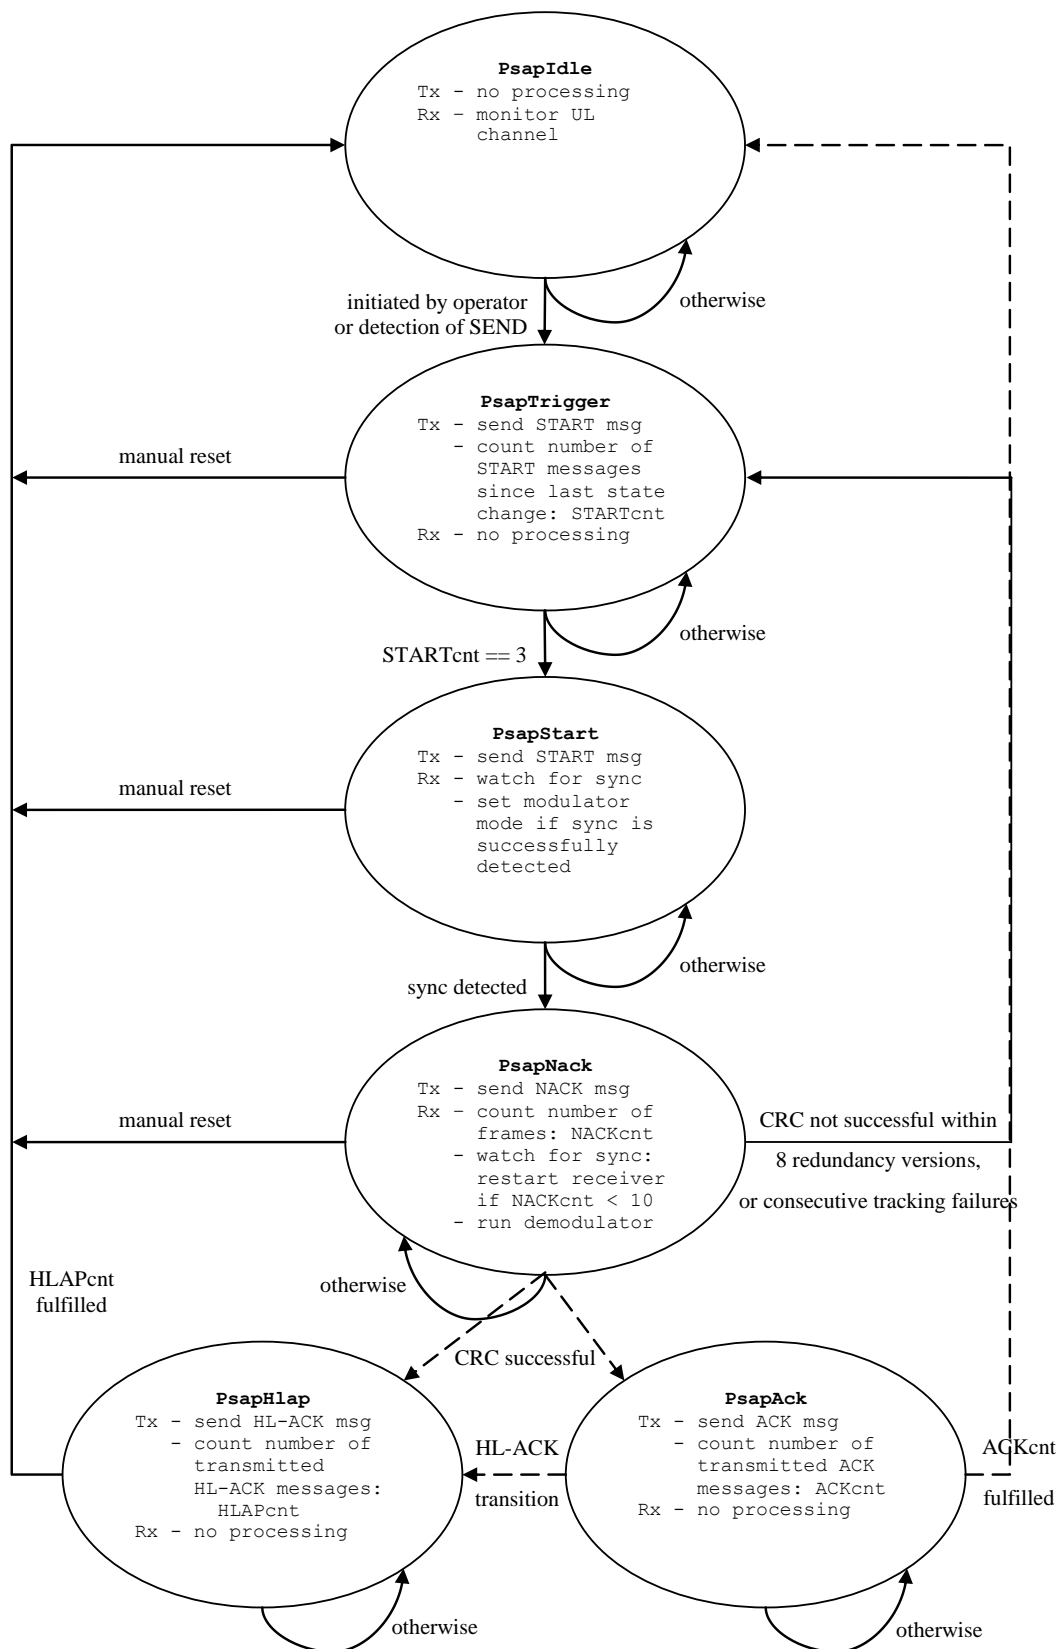 PsapIdle
Tx - no processing
Rx - monitor UL
channel
otherwise
initiated by operator
or detection of SEND
PsapTrigger
Tx - send START msg
- count number of
START messages
since last state
change: STARTcnt
Rx - no processing
manual reset
otherwise
STARTcnt == 3
PsapStart
Tx - send START msg
Rx - watch for sync
- set modulator
mode if sync is
successfully
detected
manual reset
otherwise
sync detected
PsapNack
Tx - send NACK msg
Rx - count number of
frames: NACKcnt
- watch for sync:
restart receiver
if NACKcnt < 10
- run demodulator
manual reset
CRC not successful within
8 redundancy versions,
or consecutive tracking failures
HLAPcnt
fulfilled
otherwise
CRC successful
PsapHlap
Tx - send HL-ACK msg
- count number of
transmitted
HL-ACK messages:
HLAPcnt
Rx - no processing
HL-ACK
transition
PsapAck
Tx - send ACK msg
- count number of
transmitted ACK
messages: ACKcnt
Rx - no processing
ACKcnt
fulfilled
otherwise
otherwise